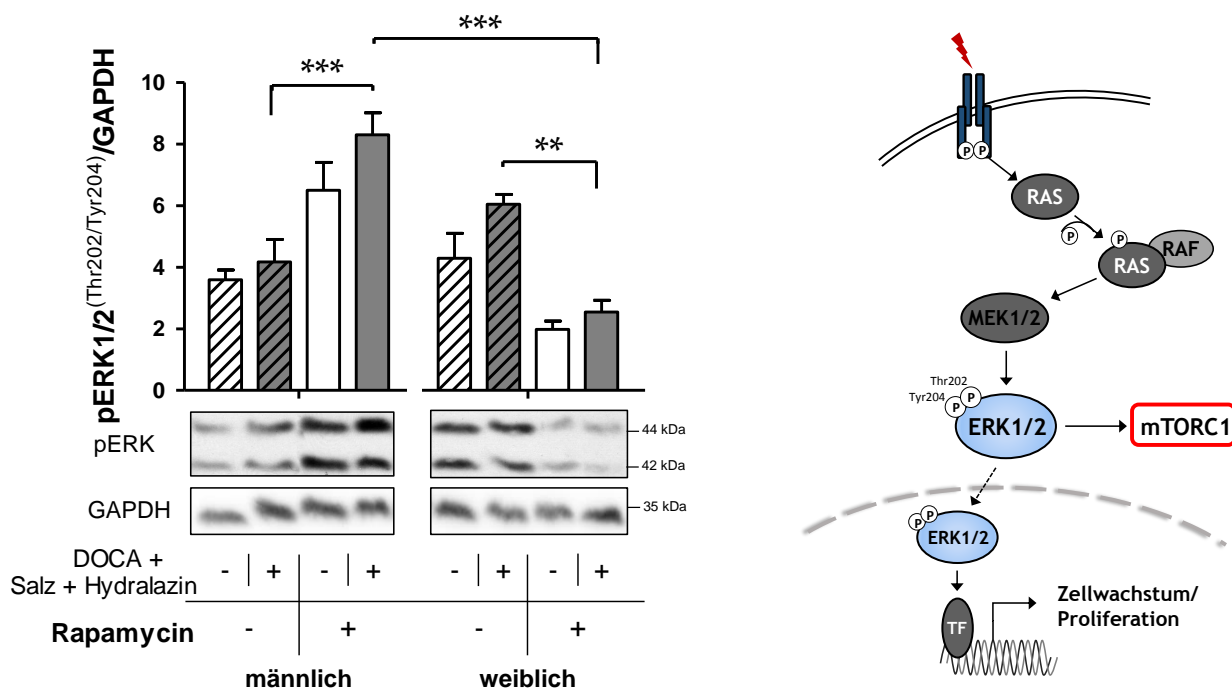 ***
***
**
pERK1/2(Thr202/Tyr204)/GAPDH
10
8
6
4
2
0
pERK
44 kDa
42 kDa
GAPDH
35 kDa
DOCA +
Salz + Hydralazin
- + - + - + - +
Rapamycin - + - +
männlich weiblich
P P
RAS
P
P
RAS RAF
MEK1/2
Thr202
Tyr204
P P
ERK1/2
mTORC1
P P
ERK1/2
TF
Zellwachstum/
Proliferation